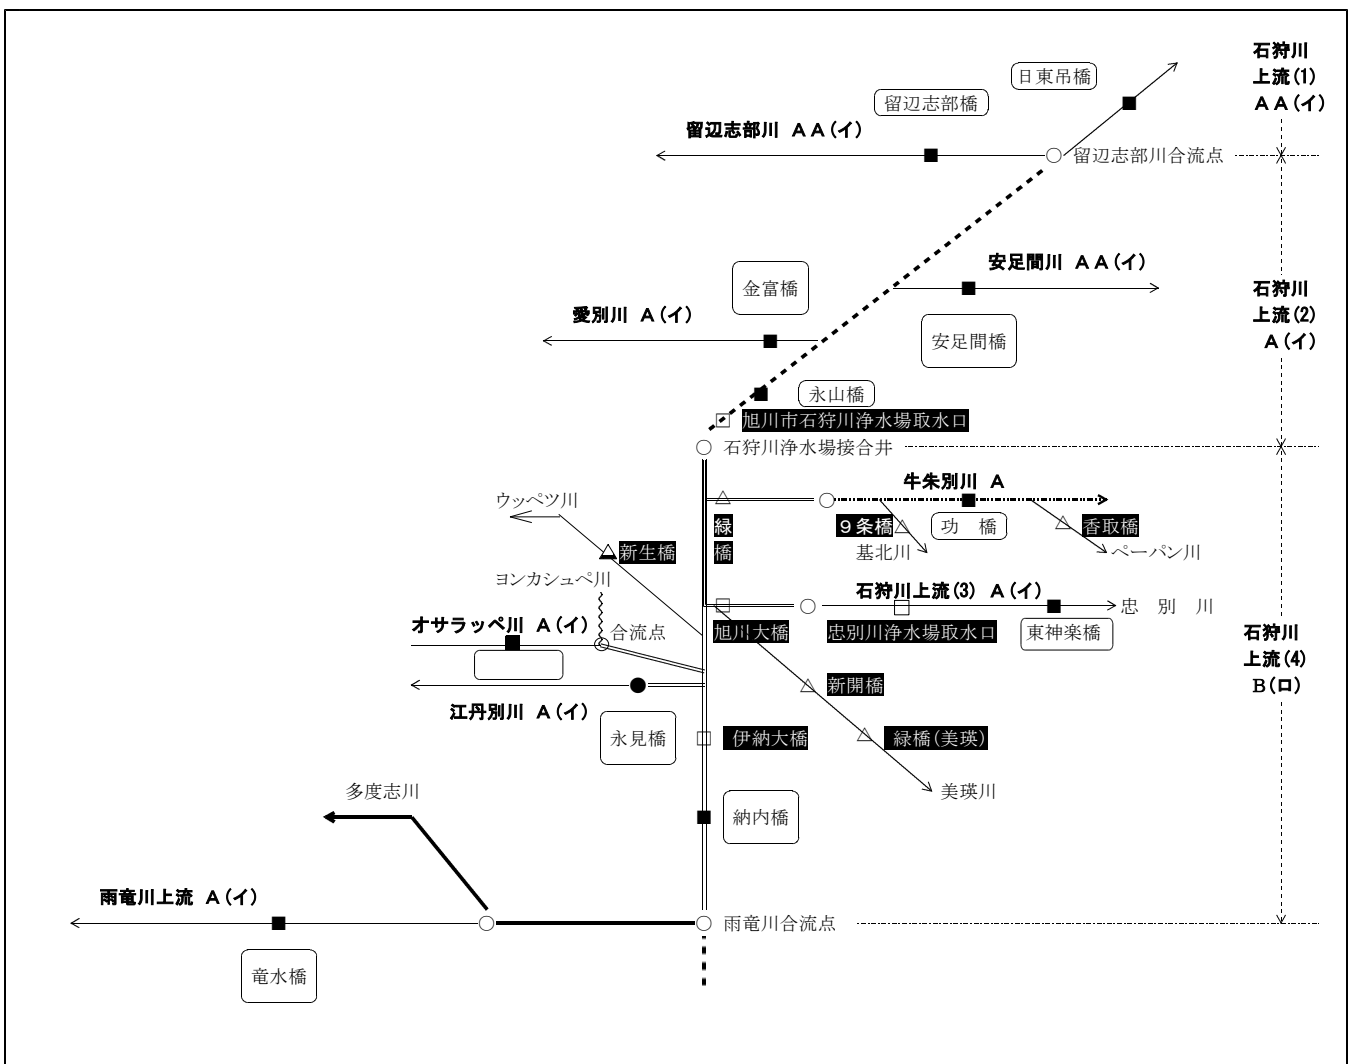 石狩川
上流(1)
ＡＡ(イ)
日東吊橋
留辺志部橋
留辺志部川 ＡＡ(イ)
留辺志部川合流点
安足間川 ＡＡ(イ)
金富橋
石狩川
上流(2)
Ａ(イ)
愛別川 Ａ(イ)
安足間橋
永山橋
旭川市石狩川浄水場取水口
石狩川浄水場接合井
牛朱別川 Ａ
ウッペツ川
緑
橋
９条橋
功 橋
香取橋
新生橋
基北川
ペーパン川
ヨンカシュペ川
石狩川上流(3) Ａ(イ)
忠 別 川
オサラッペ川 Ａ(イ)
合流点
旭川大橋
忠別川浄水場取水口
東神楽橋
石狩川
上流(4)
Ｂ(ロ)
新開橋
江丹別川 Ａ(イ)
永見橋
伊納大橋
緑橋(美瑛)
多度志川
美瑛川
納内橋
雨竜川上流 Ａ(イ)
雨竜川合流点
竜水橋